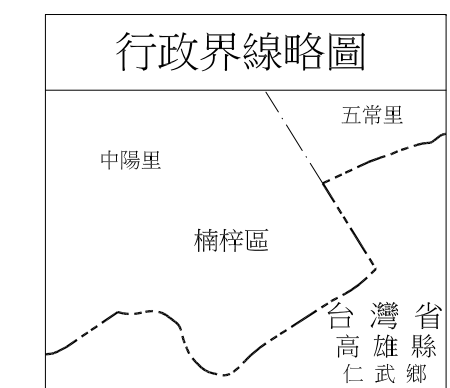 行政界線略圖
五常里
中陽里
楠梓區
台灣省
高雄縣
仁武鄉